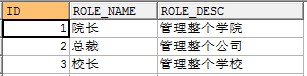 ID ROLE_NAME ROLE_DESC
1 院长 管理整个学院
2 总裁 管理整个公司
3 校长 管理整个学校